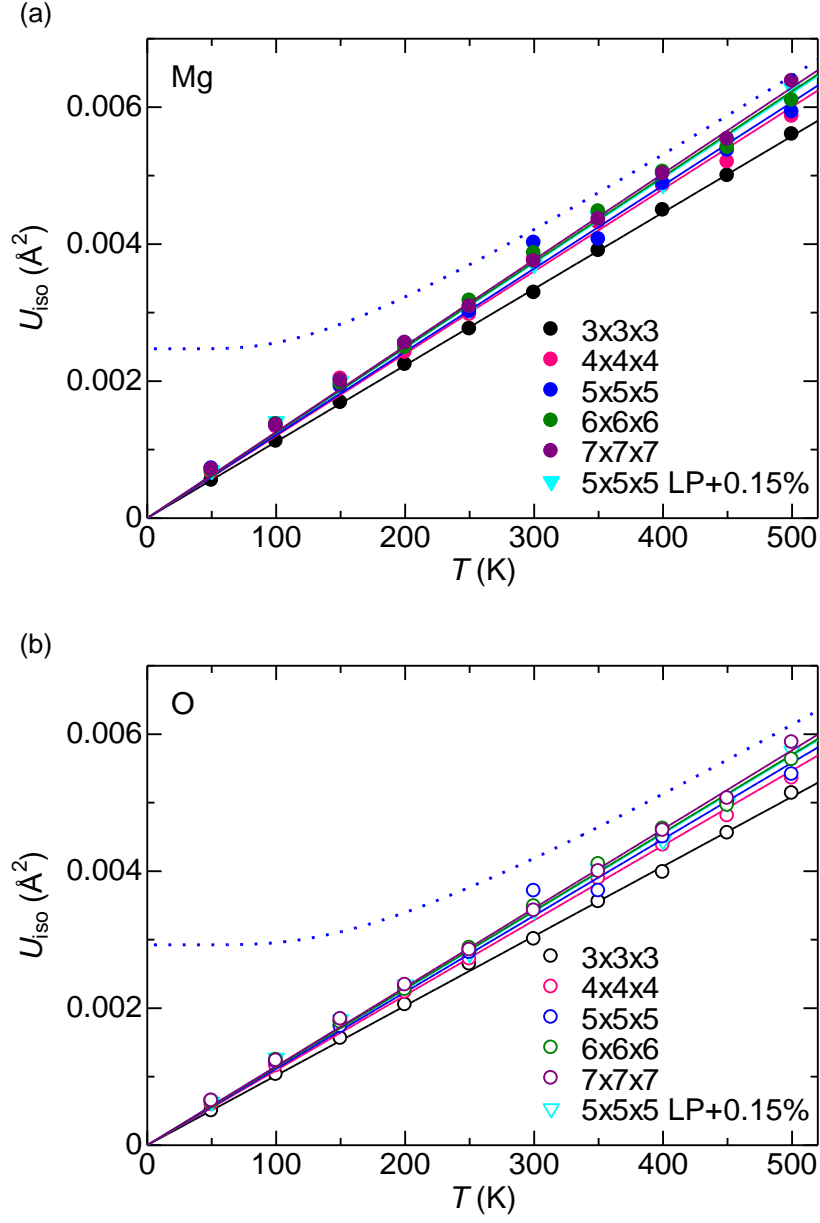 (a)
Mg
0.006
0.004
0.002
0
U_iso (Å²)
3x3x3
4x4x4
5x5x5
6x6x6
7x7x7
5x5x5 LP+0.15%
0 100 200 300 400 500
T (K)
(b)
O
0.006
0.004
0.002
0
U_iso (Å²)
3x3x3
4x4x4
5x5x5
6x6x6
7x7x7
5x5x5 LP+0.15%
0 100 200 300 400 500
T (K)